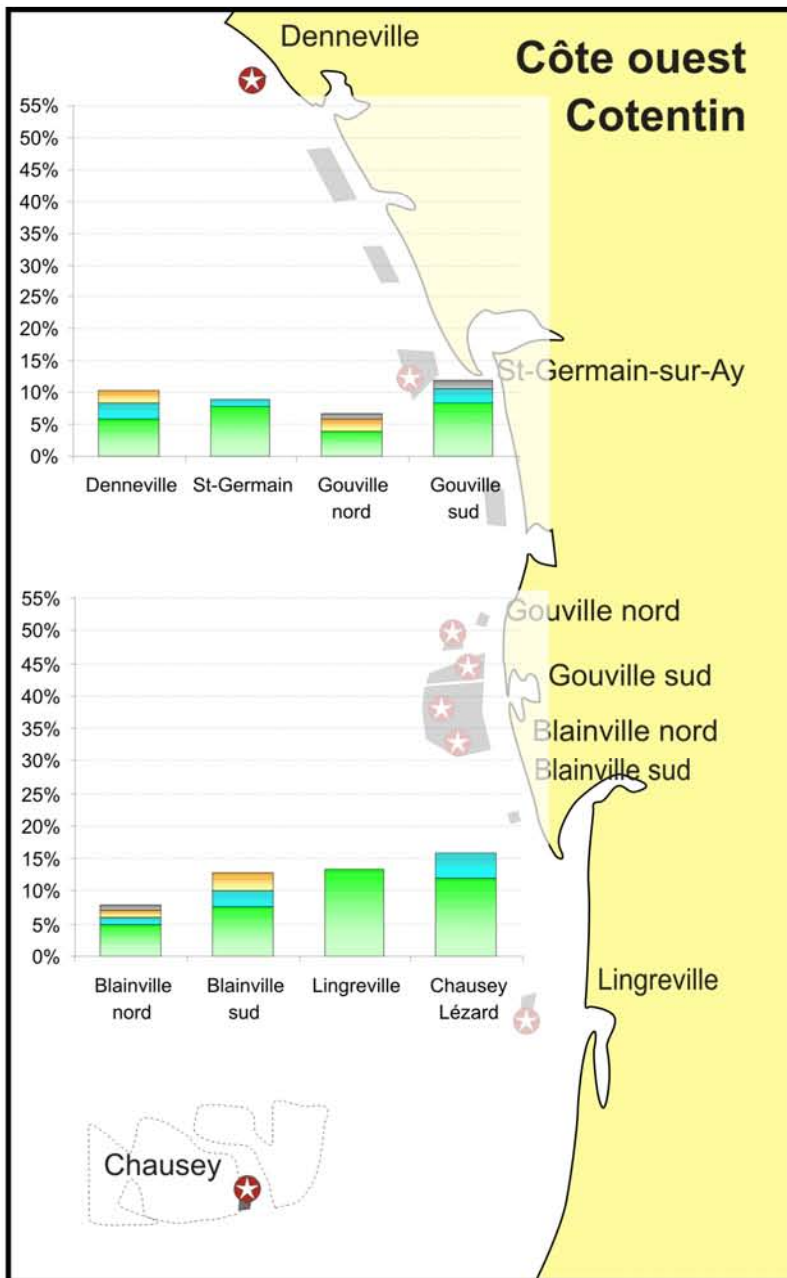 Denneville
Côte ouest
Cotentin
55%
50%
45%
40%
35%
30%
25%
20%
15%
10%
5%
0%
Denneville
St-Germain
Gouville
nord
Gouville
sud
St-Germain-sur-Ay
55%
50%
45%
40%
35%
30%
25%
20%
15%
10%
5%
0%
Gouville nord
Gouville sud
Blainville nord
Blainville sud
Blainville
nord
Blainville
sud
Lingreville
Chausey
Lézard
Lingreville
Chausey